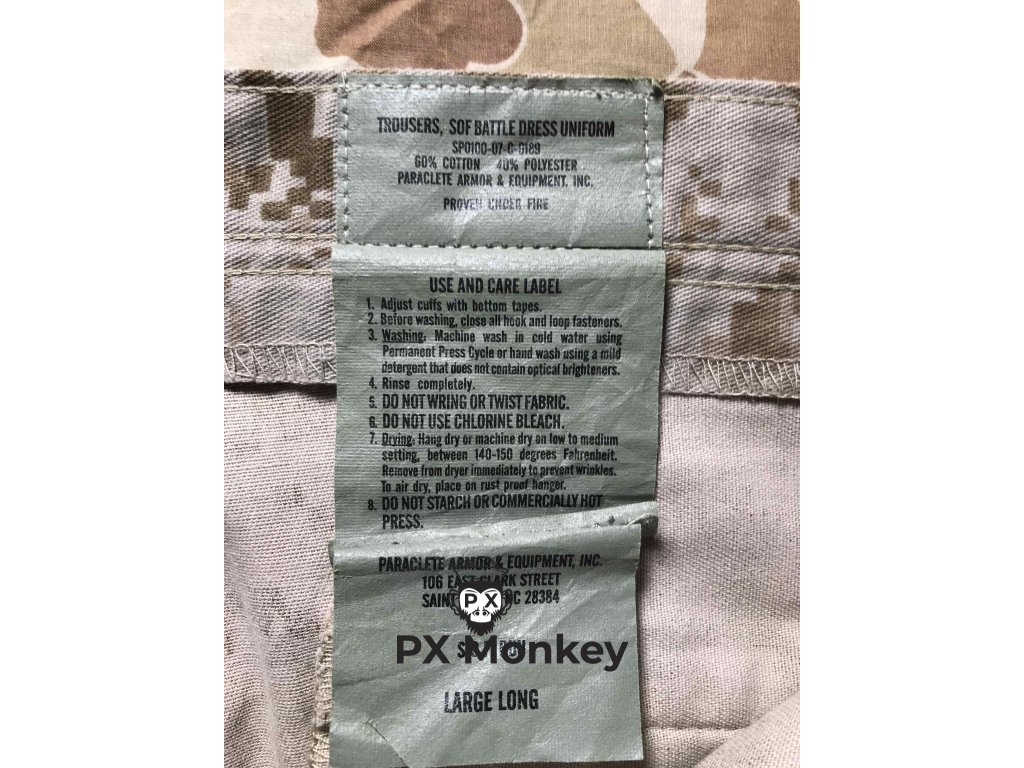 TROUSERS, SOF BATTLE DRESS UNIFORM
SP0100-07-C-0189
60% COTTON 40% POLYESTER
PARACLETE ARMOR & EQUIPMENT, INC.
PROVEN UNDER FIRE
USE AND CARE LABEL
1. Adjust cuffs with bottom tapes.
2. Before washing, close all hook and loop fasteners.
3. Washing: Machine wash in cold water using
Permanent Press Cycle or hand wash using a mild
detergent that does not contain optical brighteners.
4. Rinse completely.
5. DO NOT WRING OR TWIST FABRIC.
6. DO NOT USE CHLORINE BLEACH.
7. Drying: Hang dry or machine dry on low to medium
setting, between 140-150 degrees Fahrenheit.
Remove from dryer immediately to prevent wrinkles.
To air dry, place on rust proof hanger.
8. DO NOT STARCH OR COMMERCIALLY HOT
PRESS.
PARACLETE ARMOR & EQUIPMENT, INC.
106 EAST CLARK STREET
SAINT NC 28384
PX
PX Monkey
LARGE LONG